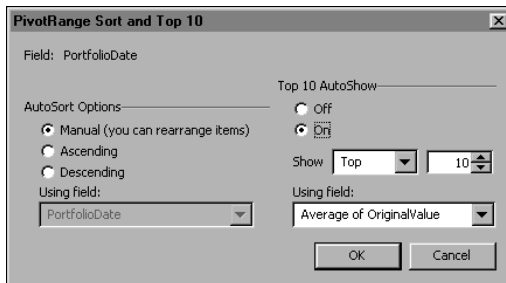 PivotRange Sort and Top 10
Field: PortfolioDate
AutoSort Options
Manual (you can rearrange items)
Ascending
Descending
Using field:
PortfolioDate
Top 10 AutoShow
Off
On
Show Top 10
Using field:
Average of OriginalValue
OK Cancel